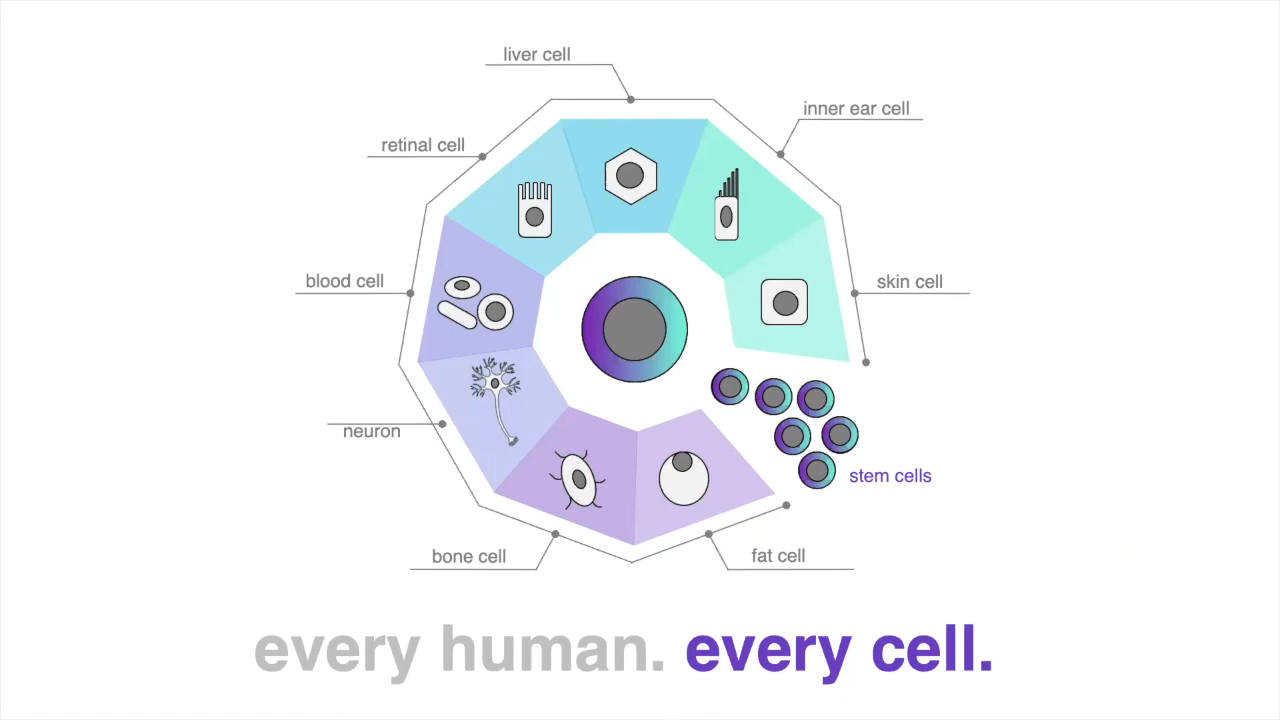 liver cell
inner ear cell
retinal cell
blood cell
skin cell
neuron
stem cells
bone cell
fat cell
every human. every cell.